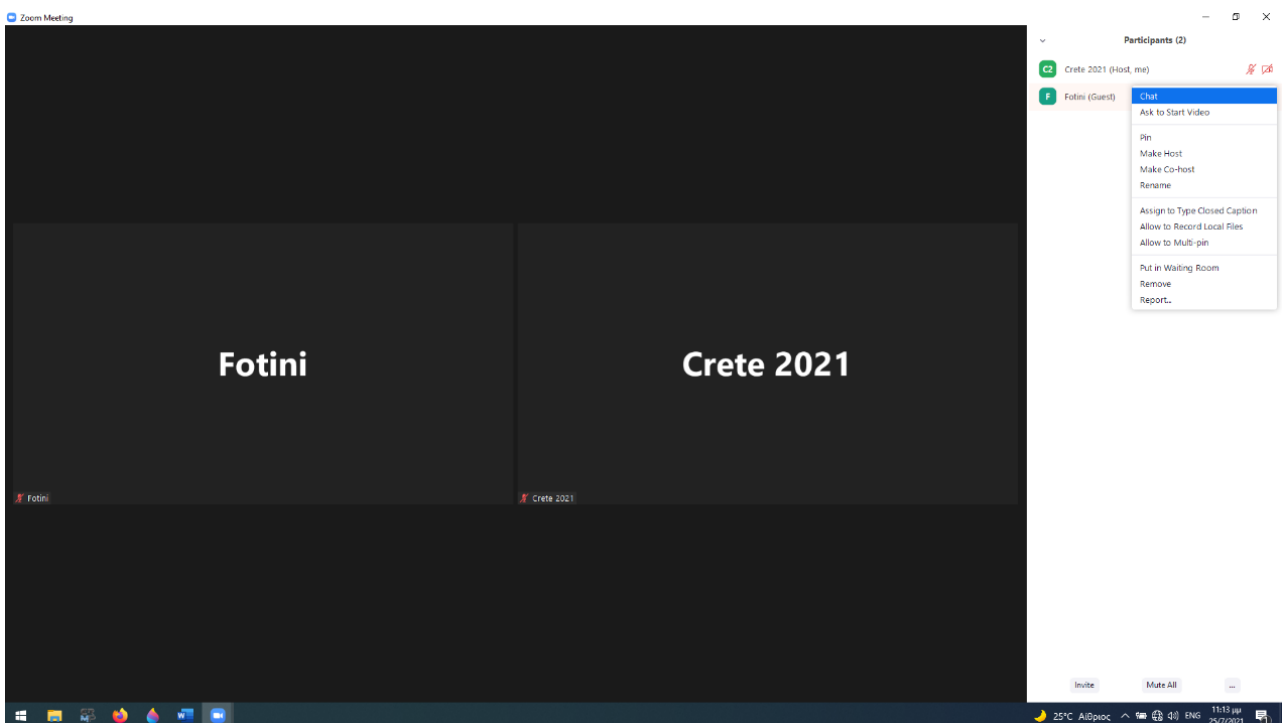 Zoom Meeting
Participants (2)
C2 Crete 2021 (Host, me)
F Fotini (Guest)
Chat
Ask to Start Video
Pin
Make Host
Make Co-host
Rename
Assign to Type Closed Caption
Allow to Record Local Files
Allow to Multi-pin
Put in Waiting Room
Remove
Report...
Fotini
Crete 2021
Fotini
Crete 2021
Invite
Mute All
...
25°C Αίθριος
ENG
11:13 μμ
25/7/2021